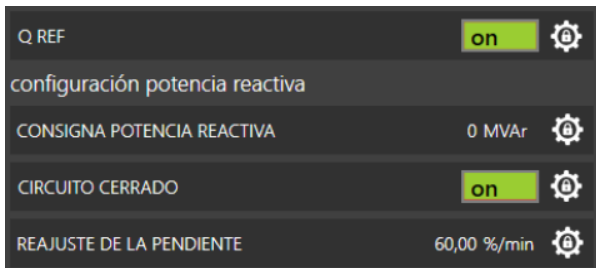 Q REF on
configuración potencia reactiva
CONSIGNA POTENCIA REACTIVA 0 MVAr
CIRCUITO CERRADO on
REAJUSTE DE LA PENDIENTE 60,00 %/min